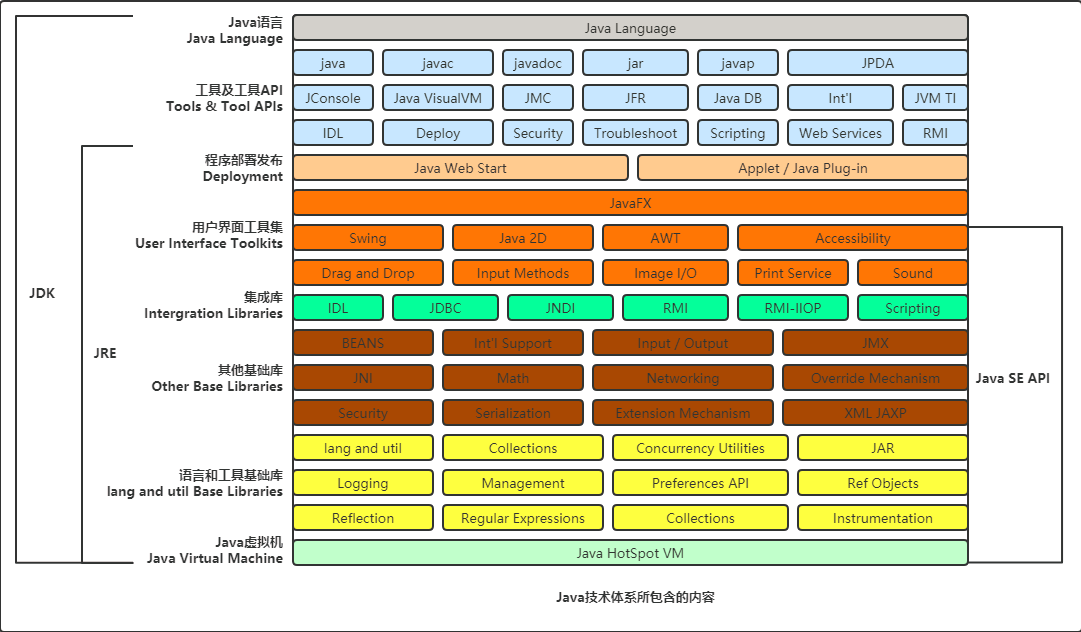 Java语言
Java Language
Java Language
java javac javadoc jar javap JPDA
工具及工具API
Tools & Tool APIs
JConsole Java VisualVM JMC JFR Java DB Int'l JVM TI
IDL Deploy Security Troubleshoot Scripting Web Services RMI
程序部署发布
Deployment
Java Web Start Applet / Java Plug-in
JavaFX
用户界面工具集
User Interface Toolkits
Swing Java 2D AWT Accessibility
Drag and Drop Input Methods Image I/O Print Service Sound
JDK
集成库
Intergration Libraries
IDL JDBC JNDI RMI RMI-IIOP Scripting
BEANS Int'l Support Input / Output JMX
JRE
其他基础库
Other Base Libraries
JNI Math Networking Override Mechanism
Java SE API
Security Serialization Extension Mechanism XML JAXP
lang and util Collections Concurrency Utilities JAR
语言和工具基础库
lang and util Base Libraries
Logging Management Preferences API Ref Objects
Reflection Regular Expressions Collections Instrumentation
Java虚拟机
Java Virtual Machine
Java HotSpot VM
Java技术体系所包含的内容